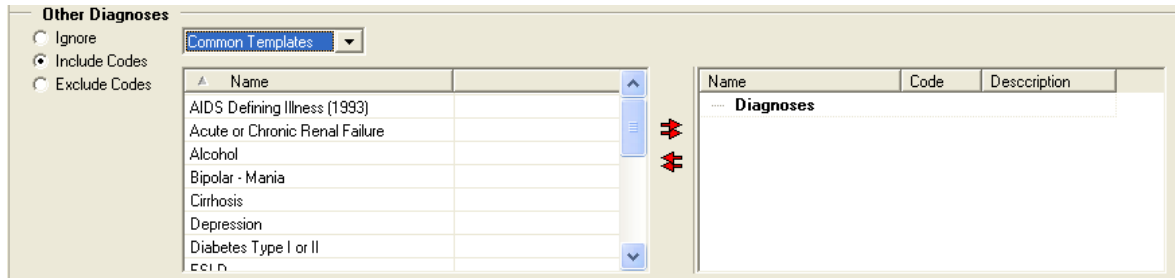 Other Diagnoses
Ignore
Include Codes
Exclude Codes
Common Templates
Name
AIDS Defining Illness (1993)
Acute or Chronic Renal Failure
Alcohol
Bipolar - Mania
Cirrhosis
Depression
Diabetes Type I or II
ESLD
Name Code Desccription
Diagnoses